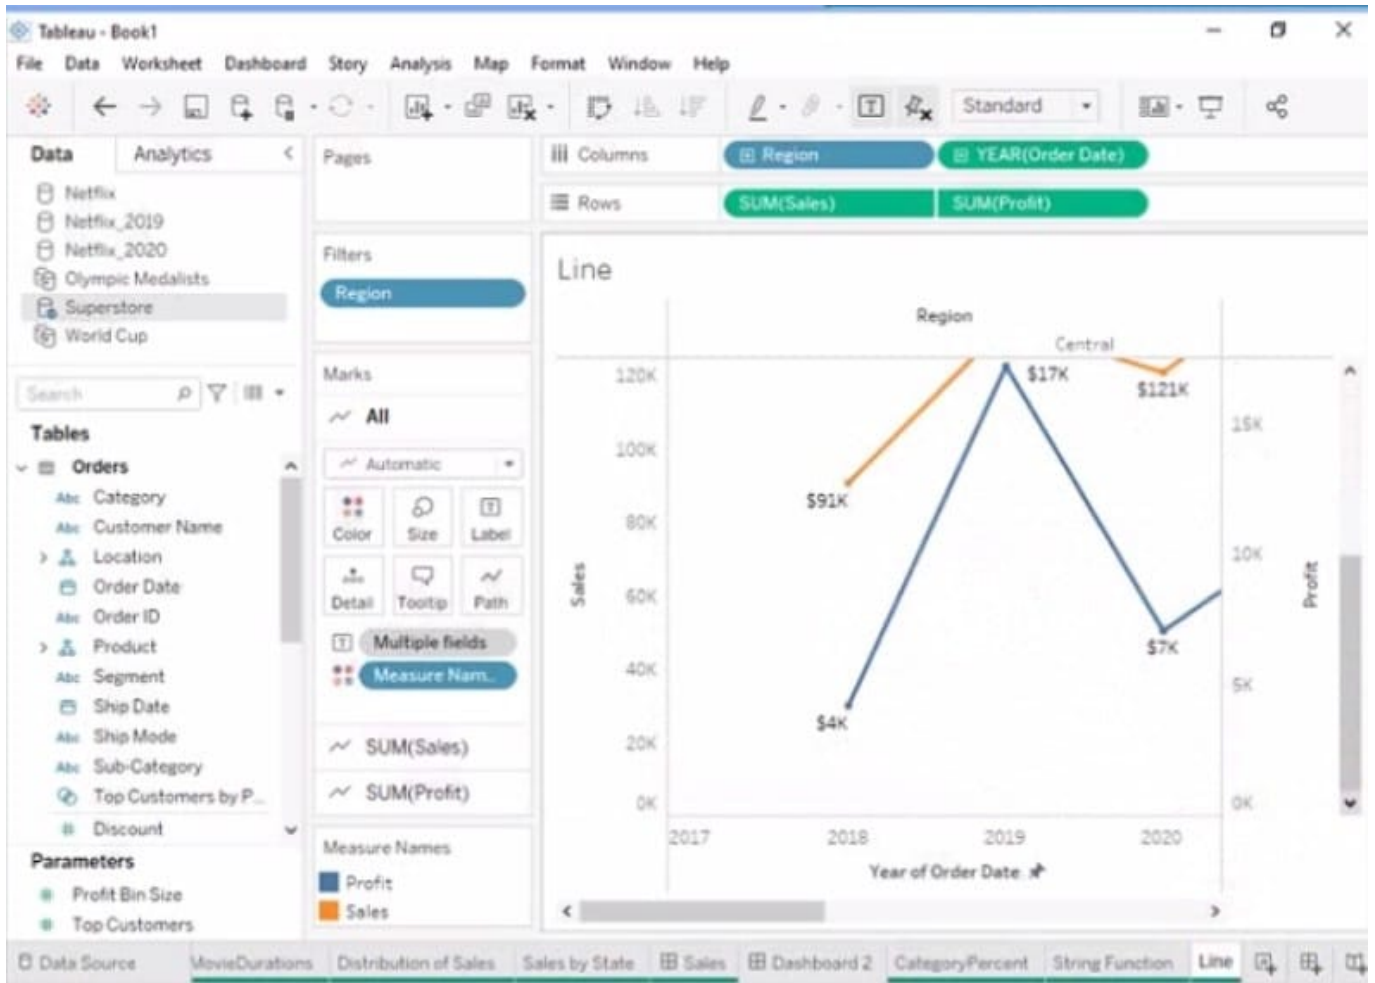 Tableau - Book1
File Data Worksheet Dashboard Story Analysis Map Format Window Help
Standard
Data Analytics
Netflix
Netflix_2019
Netflix_2020
Olympic Medalists
Superstore
World Cup
Search
Tables
Orders
Abc Category
Abc Customer Name
Location
Order Date
Abc Order ID
Product
Abc Segment
Ship Date
Abc Ship Mode
Abc Sub-Category
Top Customers by P...
# Discount
Parameters
# Profit Bin Size
# Top Customers
Pages
Filters
Region
Marks
All
Automatic
Color Size Label
Detail Tooltip Path
Multiple fields
Measure Nam..
SUM(Sales)
SUM(Profit)
Measure Names
Profit
Sales
Columns Region YEAR(Order Date)
Rows SUM(Sales) SUM(Profit)
Line
Region
Central
120K
100K
80K
60K
40K
20K
0K
Sales
$91K
$4K
$17K
$121K
$7K
15K
10K
5K
0K
Profit
2017 2018 2019 2020
Year of Order Date
Data Source MovieDurations Distribution of Sales Sales by State Sales Dashboard 2 CategoryPercent String Function Line